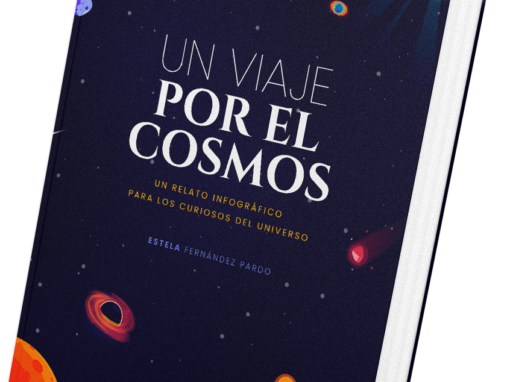 UN VIAJE
POR EL
COSMOS
UN RELATO INFOGRÁFICO
PARA LOS CURIOSOS DEL UNIVERSO
ESTELA FERNÁNDEZ PARDO